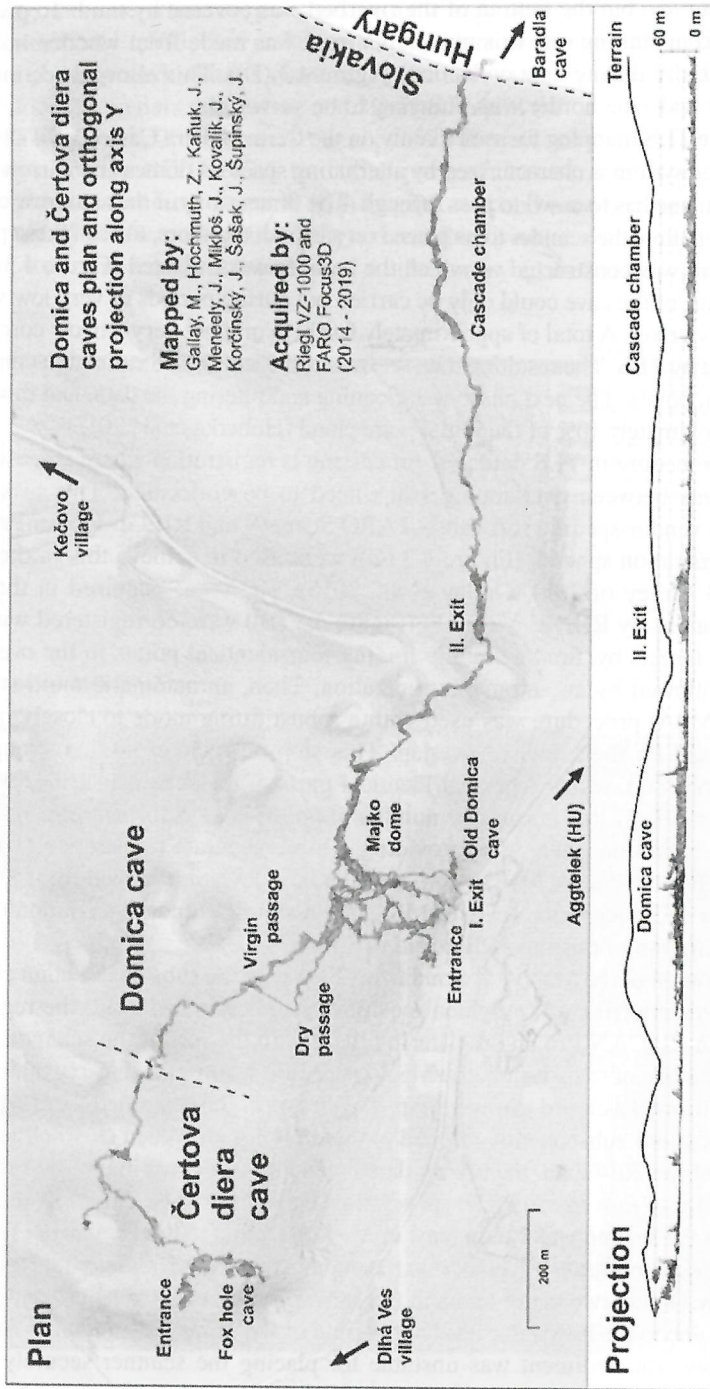 Plan
Domica and Čertova diera
caves plan and orthogonal
projection along axis Y
Mapped by:
Gallay, M., Hochmuth, Z., Kaňuk, J.,
Meneely, J., Miklos, J., Kovalik, J.,
Korčinský, Šašak, J., Šupinský, J.
Acquired by:
Riegl VZ-1000 and
FARO Focus3D
(2014 - 2019)
Kečovo
village
Slovakia
Hungary
Baradla
cave
Domica cave
Čertova
diera
cave
Entrance
Fox hole
cave
Dlhá Ves
village
Virgin
passage
Dry
passage
Majko
dome
Old Domica
cave
I. Exit
Entrance
II. Exit
Cascade chamber
Aggtelek (HU)
200 m
Projection
Domica cave
II. Exit
Cascade chamber
Terrain
60 m
0 m